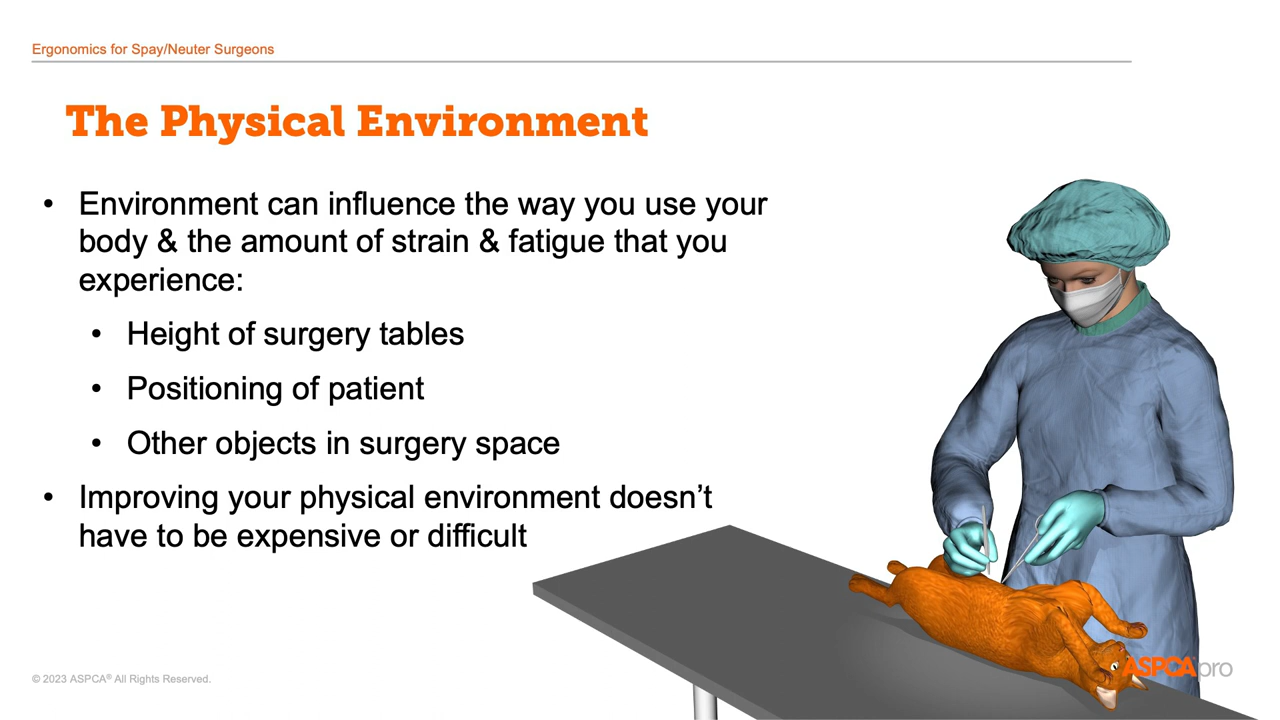 Ergonomics for Spay/Neuter Surgeons
The Physical Environment
• Environment can influence the way you use your
body & the amount of strain & fatigue that you
experience:
• Height of surgery tables
• Positioning of patient
• Other objects in surgery space
• Improving your physical environment doesn’t
have to be expensive or difficult
ASPCA®pro
© 2023 ASPCA® All Rights Reserved.